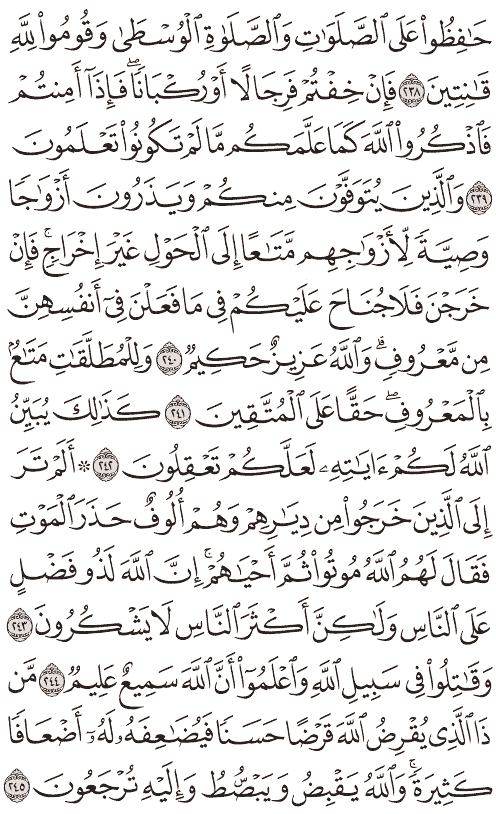 حَٰفِظُوا۟ عَلَى ٱلصَّلَوَٰتِ وَٱلصَّلَوٰةِ ٱلْوُسْطَىٰ وَقُومُوا۟ لِلَّهِ
قَٰنِتِينَ ٢٣٨ فَإِنْ خِفْتُمْ فَرِجَالًا أَوْ رُكْبَانًا ۖ فَإِذَآ أَمِنتُمْ
فَٱذْكُرُوا۟ ٱللَّهَ كَمَا عَلَّمَكُم مَّا لَمْ تَكُونُوا۟ تَعْلَمُونَ
٢٣٩ وَٱلَّذِينَ يُتَوَفَّوْنَ مِنكُمْ وَيَذَرُونَ أَزْوَٰجًا
وَصِيَّةً لِّأَزْوَٰجِهِم مَّتَٰعًا إِلَى ٱلْحَوْلِ غَيْرَ إِخْرَاجٍ ۚ فَإِنْ
خَرَجْنَ فَلَا جُنَاحَ عَلَيْكُمْ فِى مَا فَعَلْنَ فِىٓ أَنفُسِهِنَّ
مِن مَّعْرُوفٍ ۗ وَٱللَّهُ عَزِيزٌ حَكِيمٌ ٢٤٠ وَلِلْمُطَلَّقَٰتِ مَتَٰعٌۢ
بِٱلْمَعْرُوفِ ۖ حَقًّا عَلَى ٱلْمُتَّقِينَ ٢٤١ كَذَٰلِكَ يُبَيِّنُ
ٱللَّهُ لَكُمْ ءَايَٰتِهِۦ لَعَلَّكُمْ تَعْقِلُونَ ٢٤٢ ۞ أَلَمْ تَرَ
إِلَى ٱلَّذِينَ خَرَجُوا۟ مِن دِيَٰرِهِمْ وَهُمْ أُلُوفٌ حَذَرَ ٱلْمَوْتِ
فَقَالَ لَهُمُ ٱللَّهُ مُوتُوا۟ ثُمَّ أَحْيَٰهُمْ ۚ إِنَّ ٱللَّهَ لَذُو فَضْلٍ
عَلَى ٱلنَّاسِ وَلَٰكِنَّ أَكْثَرَ ٱلنَّاسِ لَا يَشْكُرُونَ ٢٤٣
وَقَٰتِلُوا۟ فِى سَبِيلِ ٱللَّهِ وَٱعْلَمُوٓا۟ أَنَّ ٱللَّهَ سَمِيعٌ عَلِيمٌ ٢٤٤ مَّن
ذَا ٱلَّذِى يُقْرِضُ ٱللَّهَ قَرْضًا حَسَنًا فَيُضَٰعِفَهُۥ لَهُۥٓ أَضْعَافًا
كَثِيرَةً ۚ وَٱللَّهُ يَقْبِضُ وَيَبْصُۜطُ وَإِلَيْهِ تُرْجَعُونَ ٢٤٥